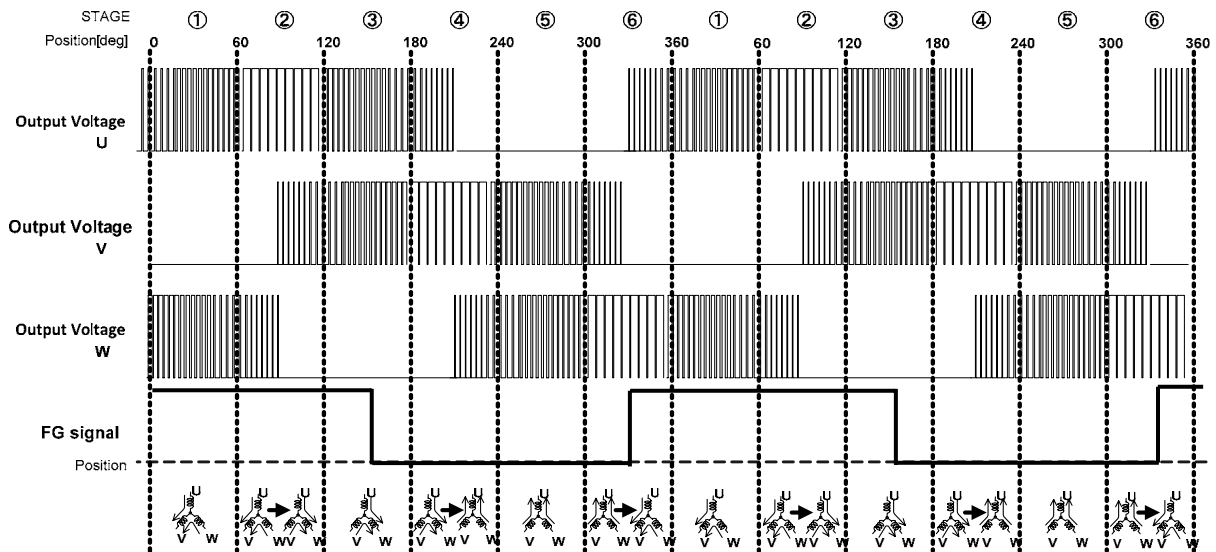 STAGE ① ② ③ ④ ⑤ ⑥ ① ② ③ ④ ⑤ ⑥
Position[deg] 0 60 120 180 240 300 360 60 120 180 240 300 360
Output Voltage
U
Output Voltage
V
Output Voltage
W
FG signal
Position
U U U U U U U U U U U U U U U U U U
V W V W V W V W V W V W V W V W V W V W V W V W V W V W V W V W V W V W